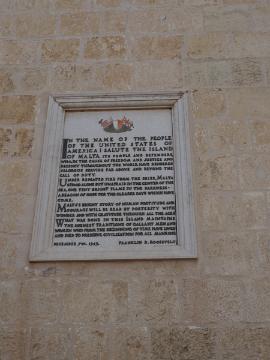 IN THE NAME OF THE PEOPLE
OF THE UNITED STATES OF
AMERICA I SALUTE THE ISLAND
OF MALTA, ITS PEOPLE AND DEFENDERS,
WHO, IN THE CAUSE OF FREEDOM AND JUSTICE AND
DECENCY THROUGHOUT THE WORLD, HAVE RENDERED
VALOROUS SERVICE FAR ABOVE AND BEYOND THE
CALL OF DUTY.
UNDER REPEATED FIRE FROM THE SKIES, MALTA
STOOD ALONE BUT UNAFRAID IN THE CENTER OF THE
SEA, ONE TINY BRIGHT FLAME IN THE DARKNESS –
A BEACON OF HOPE FOR THE CLEARER DAYS WHICH HAVE
COME.
MALTA'S BRIGHT STORY OF HUMAN FORTITUDE AND
COURAGE WILL BE READ BY POSTERITY WITH
WONDER AND WITH GRATITUDE THROUGH ALL THE AGES.
WHAT WAS DONE IN THIS ISLAND MAINTAINS
THE HIGHEST TRADITIONS OF GALLANT MEN AND
WOMEN WHO FROM THE BEGINNING OF TIME HAVE LIVED
AND DIED TO PRESERVE CIVILIZATION FOR ALL MANKIND.
DECEMBER, 7TH. 1943. FRANKLIN D. ROOSEVELT